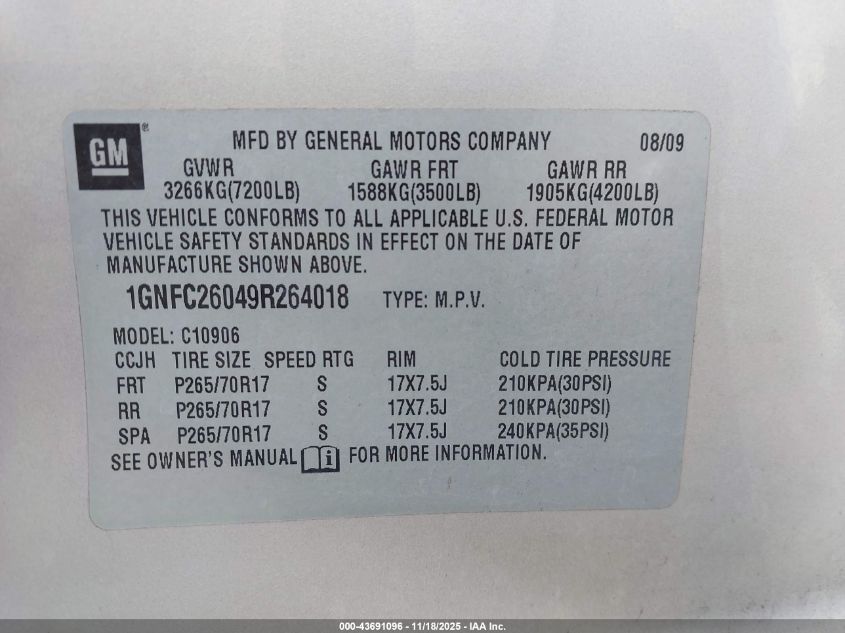 GM ®
MFD BY GENERAL MOTORS COMPANY 08/09
GVWR GAWR FRT GAWR RR
3266KG(7200LB) 1588KG(3500LB) 1905KG(4200LB)
THIS VEHICLE CONFORMS TO ALL APPLICABLE U.S. FEDERAL MOTOR
VEHICLE SAFETY STANDARDS IN EFFECT ON THE DATE OF
MANUFACTURE SHOWN ABOVE.
1GNFC26049R264018 TYPE: M.P.V.
MODEL: C10906
CCJH TIRE SIZE SPEED RTG RIM COLD TIRE PRESSURE
FRT P265/70R17 S 17X7.5J 210KPA(30PSI)
RR P265/70R17 S 17X7.5J 210KPA(30PSI)
SPA P265/70R17 S 17X7.5J 240KPA(35PSI)
SEE OWNER'S MANUAL i FOR MORE INFORMATION.
000-43691096 - 11/18/2025 - IAA Inc.